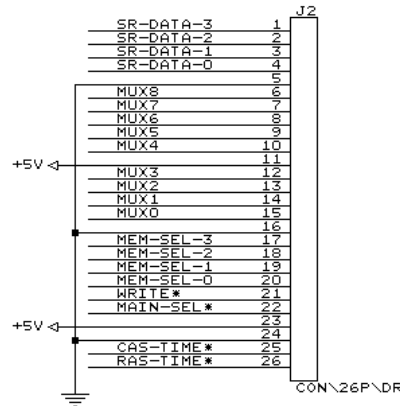 J2
SR-DATA-3 1
SR-DATA-2 2
SR-DATA-1 3
SR-DATA-0 4
5
MUX8 6
MUX7 7
MUX6 8
MUX5 9
MUX4 10
+5V 11
MUX3 12
MUX2 13
MUX1 14
MUX0 15
16
MEM-SEL-3 17
MEM-SEL-2 18
MEM-SEL-1 19
MEM-SEL-0 20
WRITE* 21
MAIN-SEL* 22
+5V 23
24
CAS-TIME* 25
RAS-TIME* 26
CON\26P\DR